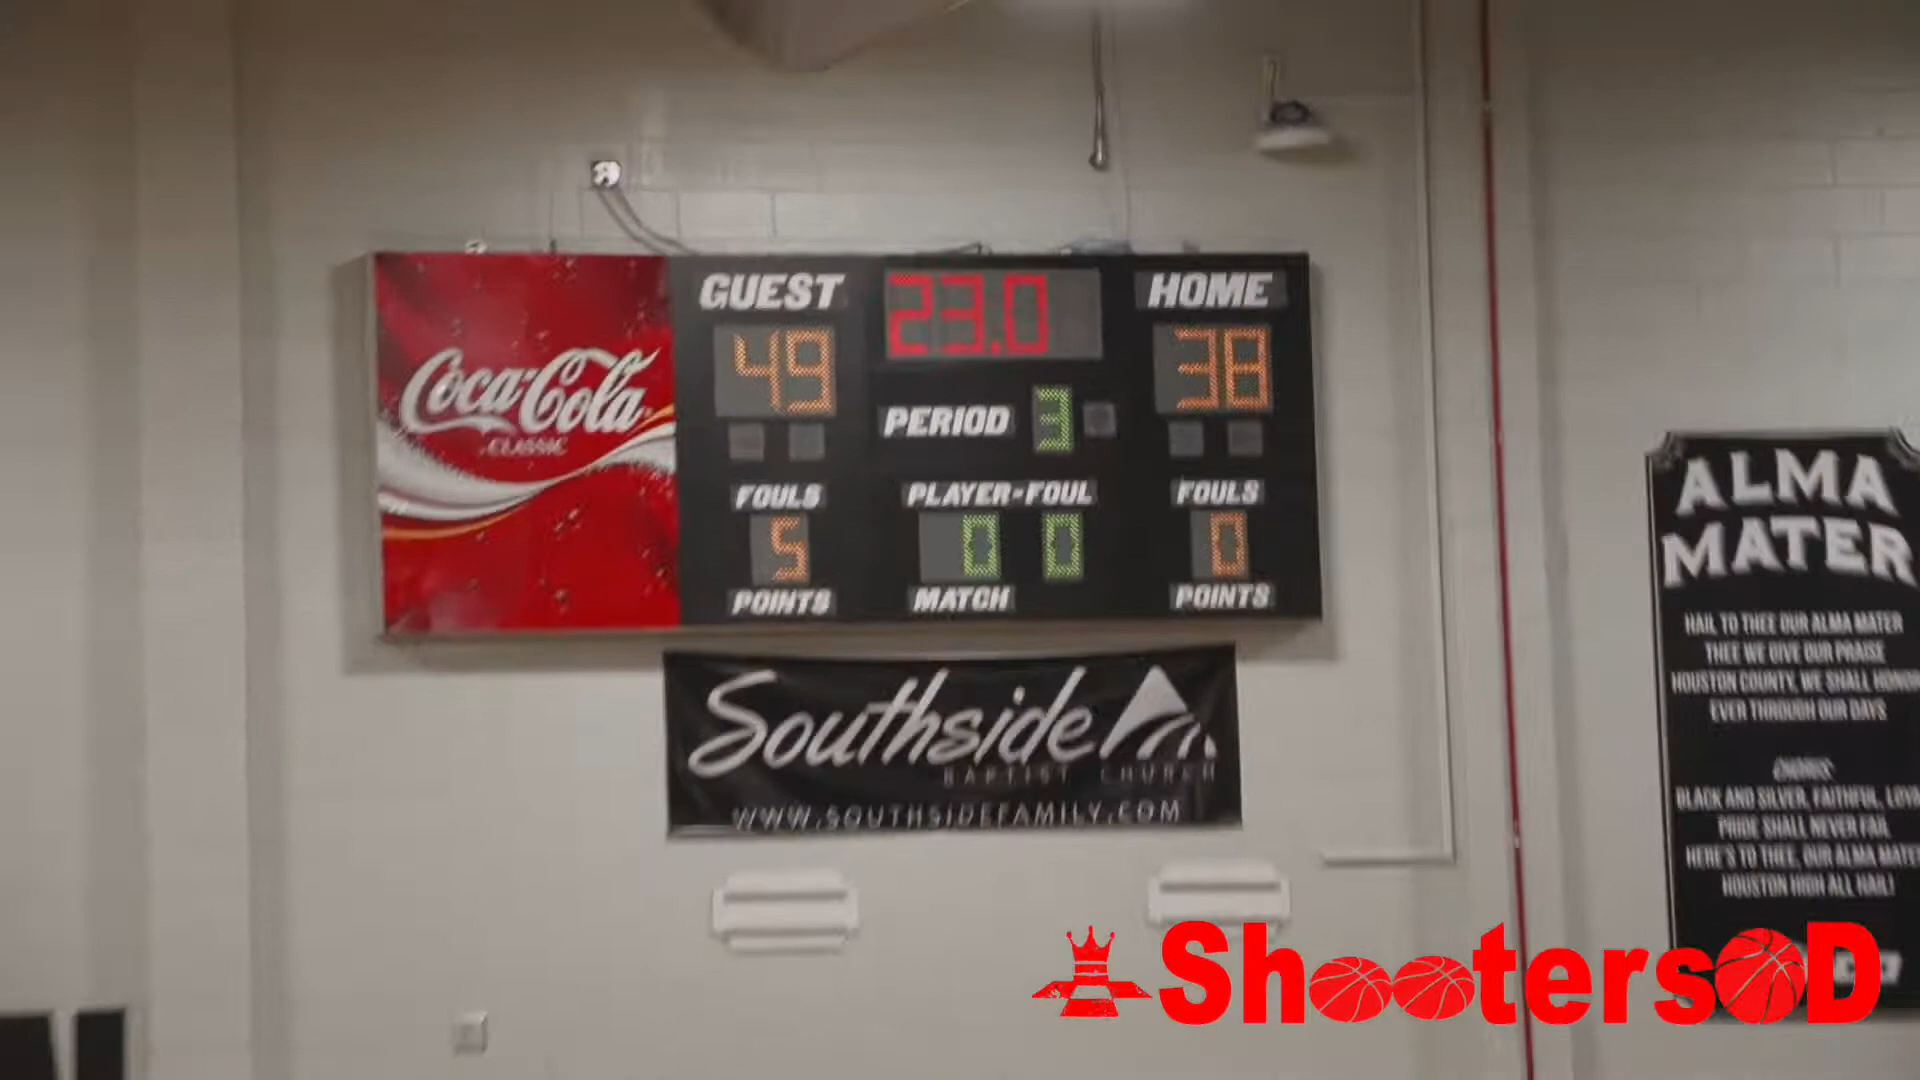 GUEST
23.0
HOME
49
38
PERIOD 3
FOULS
PLAYER-FOUL
FOULS
5
0 0
0
POINTS
MATCH
POINTS
Coca-Cola
CLASSIC
Southside
BAPTIST CHURCH
WWW.SOUTHSIDEFAMILY.COM
ALMA
MATER
HAIL TO THEE OUR ALMA MATER
THEE WE GIVE OUR PRAISE
HOUSTON COUNTY, WE SHALL HONOR
EVER THROUGH OUR DAYS
CHORUS:
BLACK AND SILVER, FAITHFUL, LOYA
PRIDE SHALL NEVER FAIL
HERE'S TO THEE, OUR ALMA MATER
HOUSTON HIGH ALL HAIL!
ShootersOD